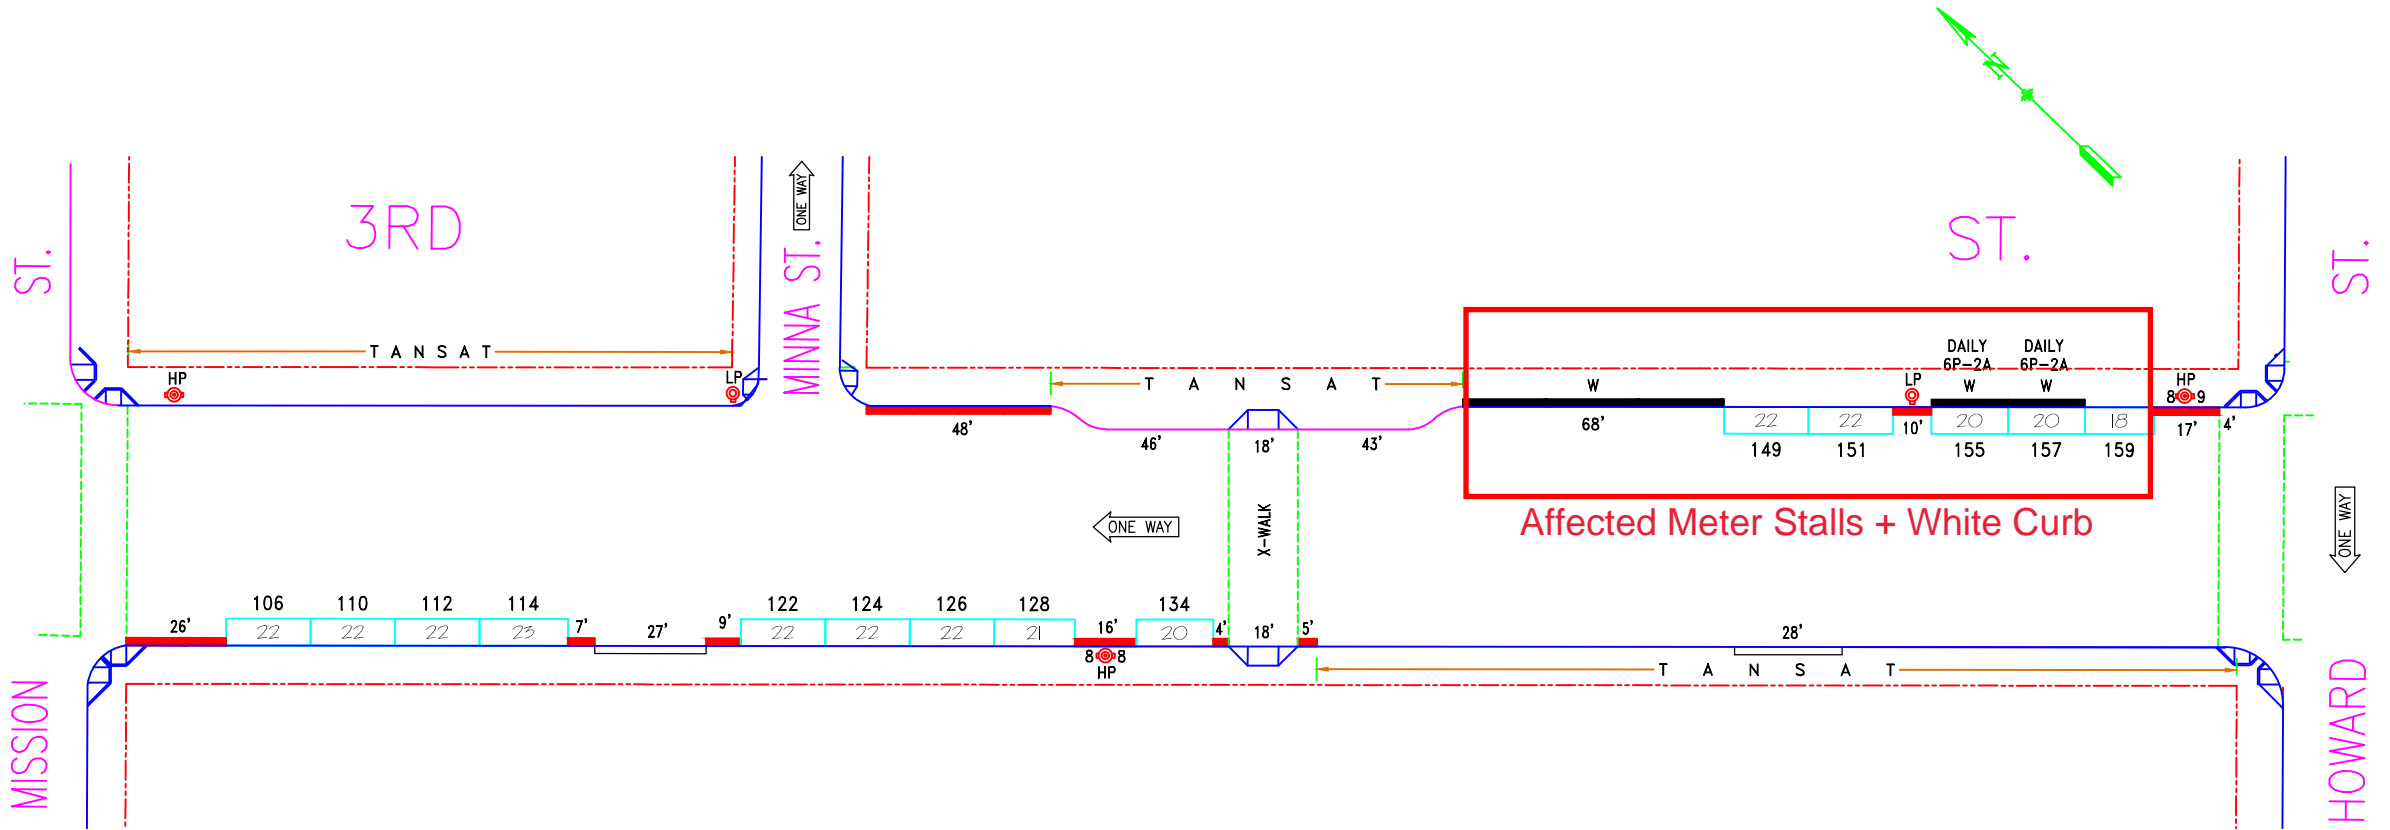 N
3RD
ST.
ONE WAY
ST.
MINNA ST.
ST.
TANSAT
HP
LP
TANSAT
W
LP
DAILY
6P-2A
W
DAILY
6P-2A
W
HP
8 9
48'
46'
18'
43'
68'
22
22
10'
20
20
18
17'
4'
149
151
155
157
159
Affected Meter Stalls + White Curb
ONE WAY
X-WALK
ONE WAY
106
110
112
114
122
124
126
128
134
26'
22
22
22
23
7'
27'
9'
22
22
22
21
16'
20
4'
18'
5'
28'
8 8
HP
TANSAT
MISSION
HOWARD